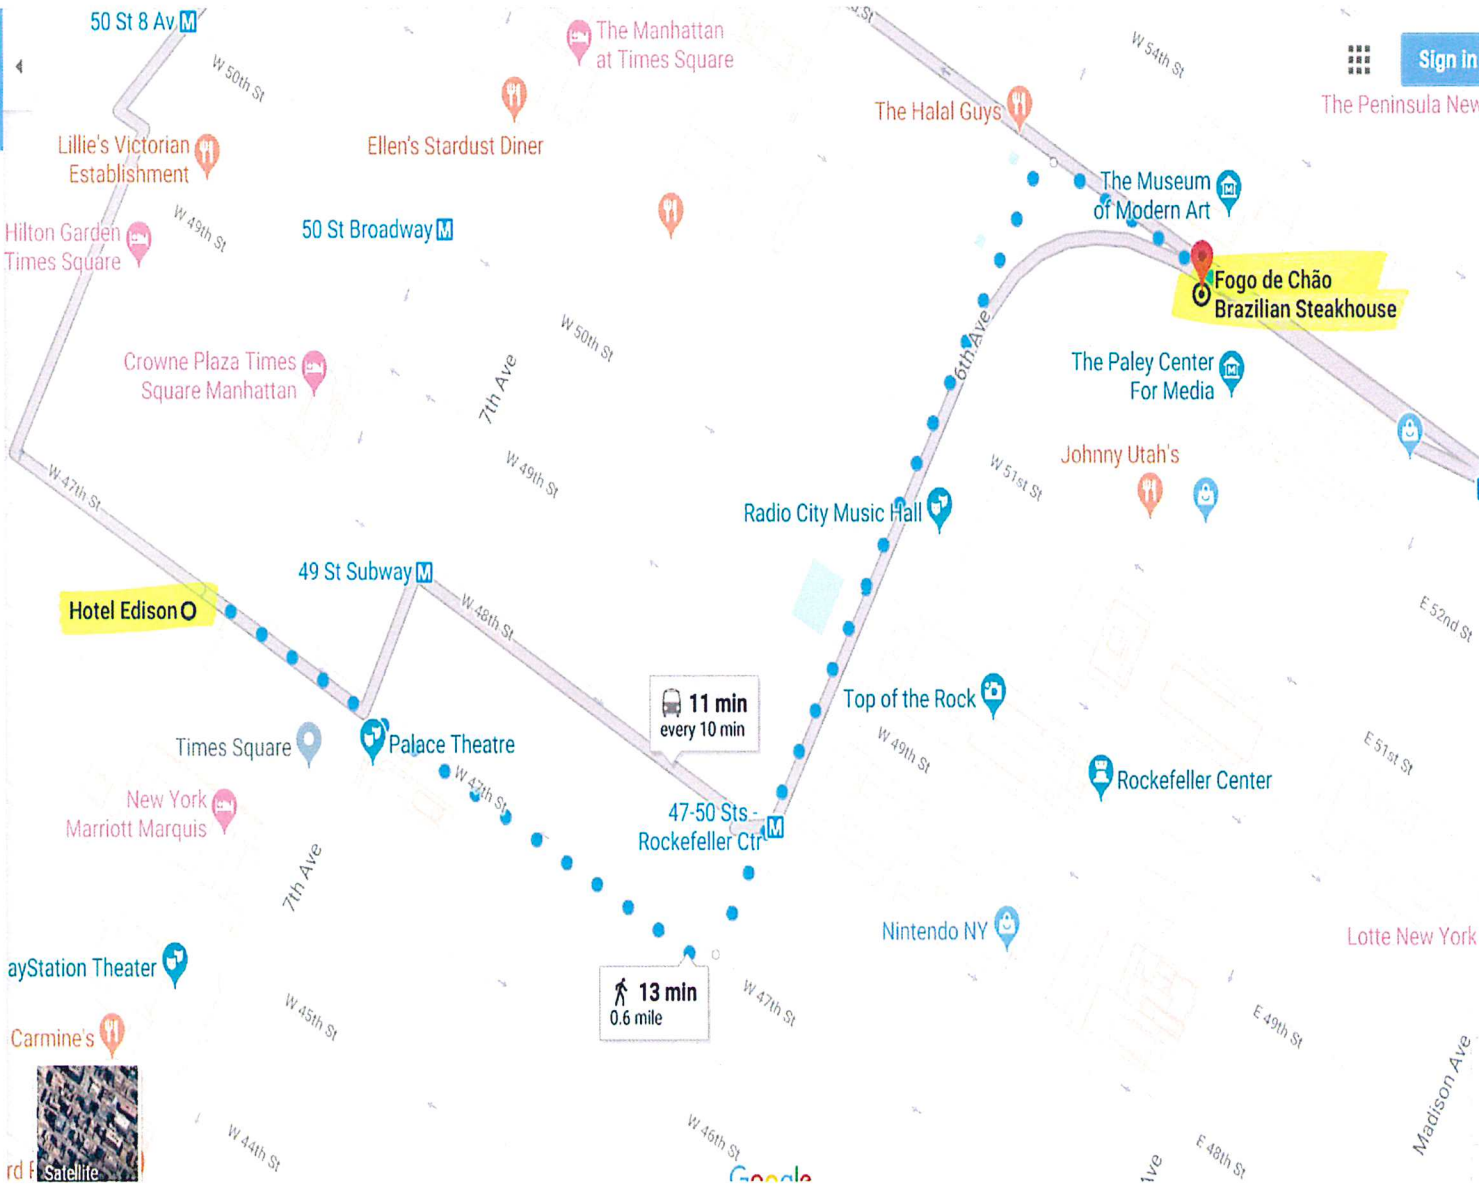 50 St 8 Av M
W 50th St
The Manhattan
at Times Square
W 54th St
Sign in
The Peninsula New
The Halal Guys
Lillie's Victorian
Establishment
Ellen's Stardust Diner
The Museum
of Modern Art
W 49th St
Hilton Garden
Times Square
50 St Broadway M
Fogo de Chão
Brazilian Steakhouse
W 50th St
6th Ave
Crowne Plaza Times
Square Manhattan
7th Ave
The Paley Center
For Media
Johnny Utah's
W 47th St
W 49th St
W 51st St
Radio City Music Hall
49 St Subway M
Hotel Edison
W 48th St
E 52nd St
11 min
every 10 min
Top of the Rock
Times Square
Palace Theatre
W 49th St
E 51st St
W 47th St
Rockefeller Center
New York
Marriott Marquis
47-50 Sts -
Rockefeller Ctr M
7th Ave
Nintendo NY
Lotte New York
ayStation Theater
13 min
0.6 mile
W 47th St
W 45th St
Carmine's
E 49th St
Madison Ave
W 44th St
W 46th St
E 48th St
Ave
rd
Satellite
Google